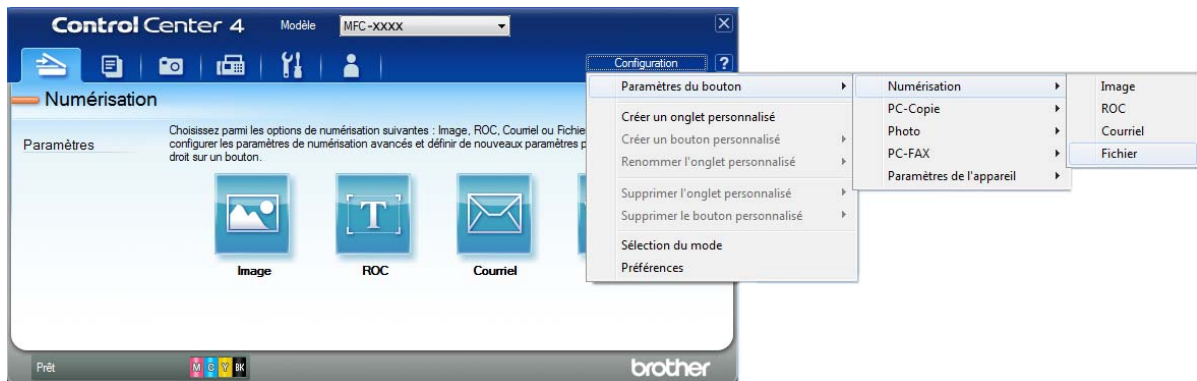 Control Center 4 Modèle MFC-XXXX
Configuration ?
Numérisation
Paramètres
Choisissez parmi les options de numérisation suivantes : Image, ROC, Courriel ou Fichie
configurer les paramètres de numérisation avancés et définir de nouveaux paramètres p
droit sur un bouton.
T
Image ROC Courriel
Paramètres du bouton
Créer un onglet personnalisé
Créer un bouton personnalisé
Renommer l'onglet personnalisé
Supprimer l'onglet personnalisé
Supprimer le bouton personnalisé
Sélection du mode
Préférences
Numérisation
PC-Copie
Photo
PC-FAX
Paramètres de l'appareil
Image
ROC
Courriel
Fichier
Prêt M C Y BK brother